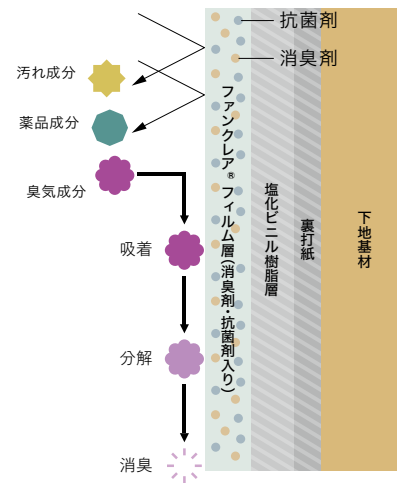 抗菌剤
消臭剤
汚れ成分
薬品成分
臭気成分
吸着
分解
消臭
ファンクレア®フィルム層(消臭剤・抗菌剤入り)
塩化ビニル樹脂層
裏打紙
下地基材